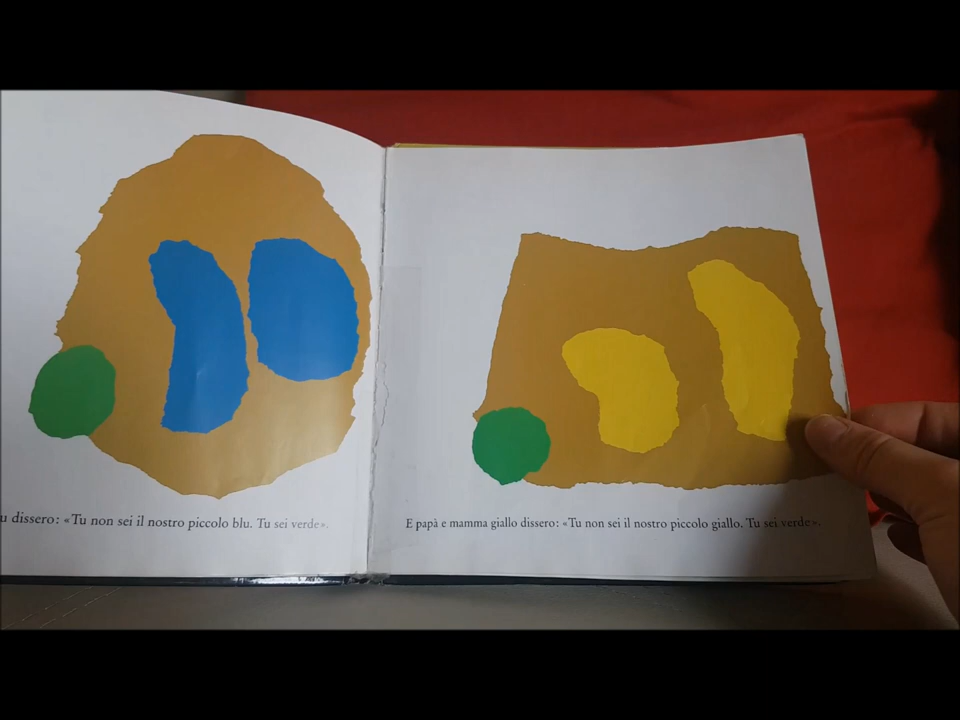 u dissero: «Tu non sei il nostro piccolo blu. Tu sei verde».
E papà e mamma giallo dissero: «Tu non sei il nostro piccolo giallo. Tu sei verde».